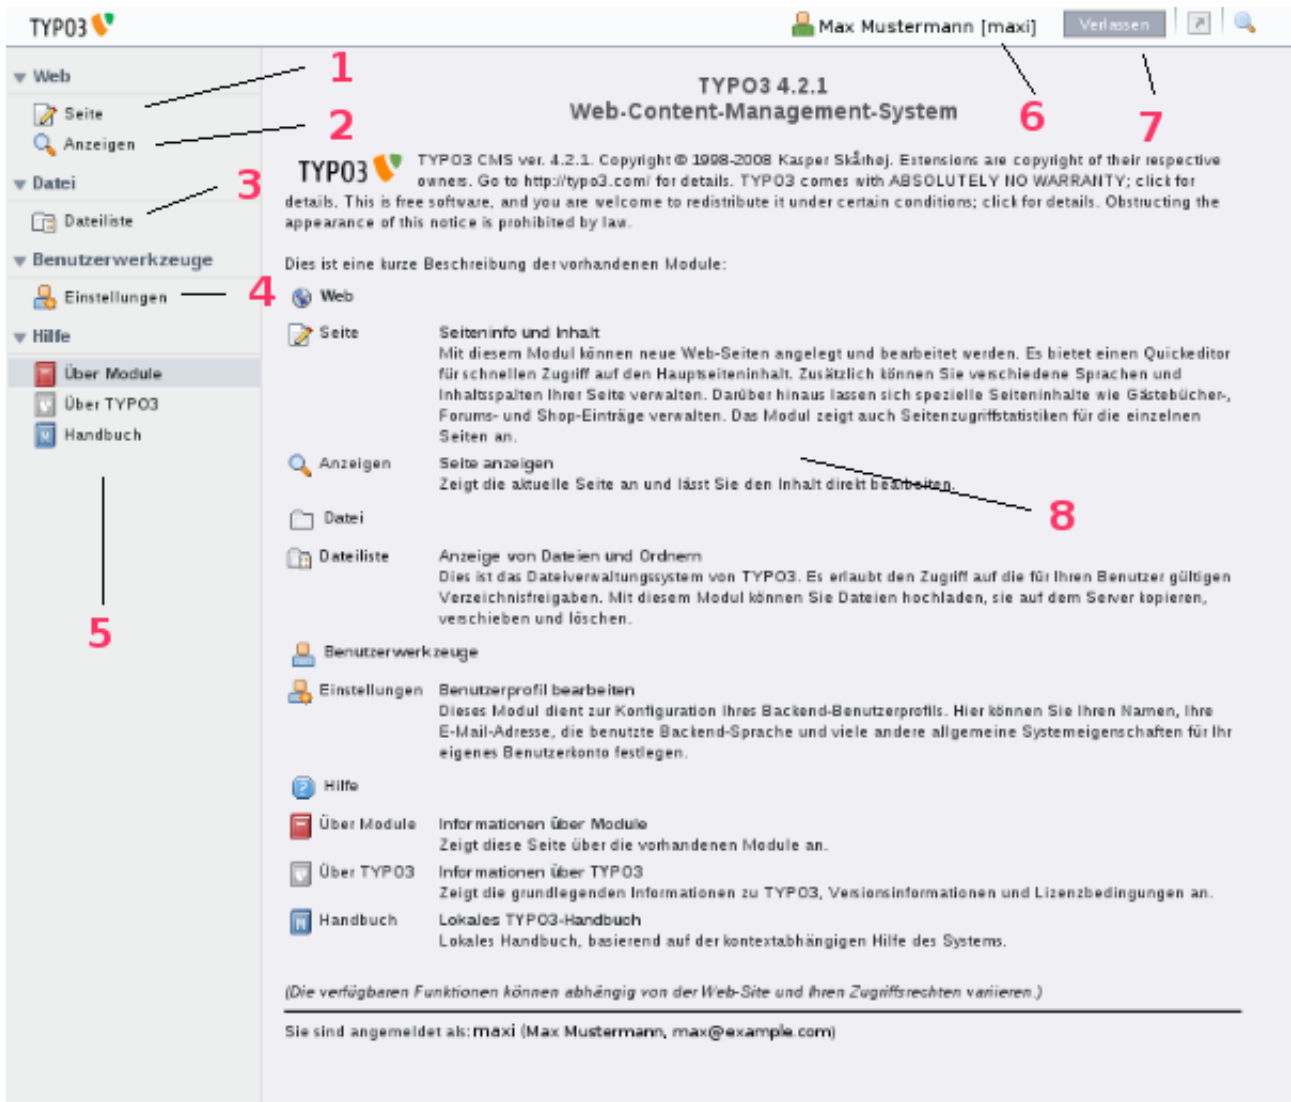 TYPO3
Max Mustermann [maxi]
Verlassen
Web
Seite
Anzeigen
Datei
Dateiliste
Benutzerwerkzeuge
Einstellungen
Hilfe
Über Module
Über TYPO3
Handbuch
1
2
3
4
5
6
7
8
TYPO3 4.2.1
Web-Content-Management-System
TYPO3
TYPO3 CMS ver. 4.2.1. Copyright © 1998-2008 Kasper Skårhøj. Extensions are copyright of their respective
owners. Go to http://typo3.com/ for details. TYPO3 comes with ABSOLUTELY NO WARRANTY; click for
details. This is free software, and you are welcome to redistribute it under certain conditions; click for details. Obstructing the
appearance of this notice is prohibited by law.
Dies ist eine kurze Beschreibung der vorhandenen Module:
Web
Seite Seiteninfo und Inhalt
Mit diesem Modul können neue Web-Seiten angelegt und bearbeitet werden. Es bietet einen Quickeditor
für schnellen Zugriff auf den Hauptseiteninhalt. Zusätzlich können Sie verschiedene Sprachen und
Inhaltsspalten Ihrer Seite verwalten. Darüber hinaus lassen sich spezielle Seiteninhalte wie Gästebücher-,
Forums- und Shop-Einträge verwalten. Das Modul zeigt auch Seitenzugriffstatistiken für die einzelnen
Seiten an.
Anzeigen Seite anzeigen
Zeigt die aktuelle Seite an und lässt Sie den Inhalt direkt bearbeiten.
Datei
Dateiliste Anzeige von Dateien und Ordnern
Dies ist das Dateiverwaltungssystem von TYPO3. Es erlaubt den Zugriff auf die für Ihren Benutzer gültigen
Verzeichnisfreigaben. Mit diesem Modul können Sie Dateien hochladen, sie auf dem Server kopieren,
verschieben und löschen.
Benutzerwerkzeuge
Einstellungen Benutzerprofil bearbeiten
Dieses Modul dient zur Konfiguration Ihres Backend-Benutzerprofils. Hier können Sie Ihren Namen, Ihre
E-Mail-Adresse, die benutzte Backend-Sprache und viele andere allgemeine Systemeigenschaften für Ihr
eigenes Benutzerkonto festlegen.
Hilfe
Über Module Informationen über Module
Zeigt diese Seite über die vorhandenen Module an.
Über TYPO3 Informationen über TYPO3
Zeigt die grundlegenden Informationen zu TYPO3, Versionsinformationen und Lizenzbedingungen an.
Handbuch Lokales TYPO3-Handbuch
Lokales Handbuch, basierend auf der kontextabhängigen Hilfe des Systems.
(Die verfügbaren Funktionen können abhängig von der Web-Site und Ihren Zugriffsrechten variieren.)
Sie sind angemeldet als: maxi (Max Mustermann, max@example.com)